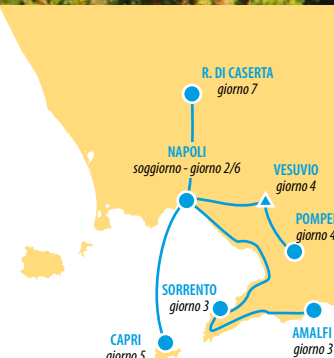 R. DI CASERTA
giorno 7
NAPOLI
soggiorno - giorno 2/6
VESUVIO
giorno 4
POMPEI
giorno 4
SORRENTO
giorno 3
AMALFI
giorno 3
CAPRI
giorno 5